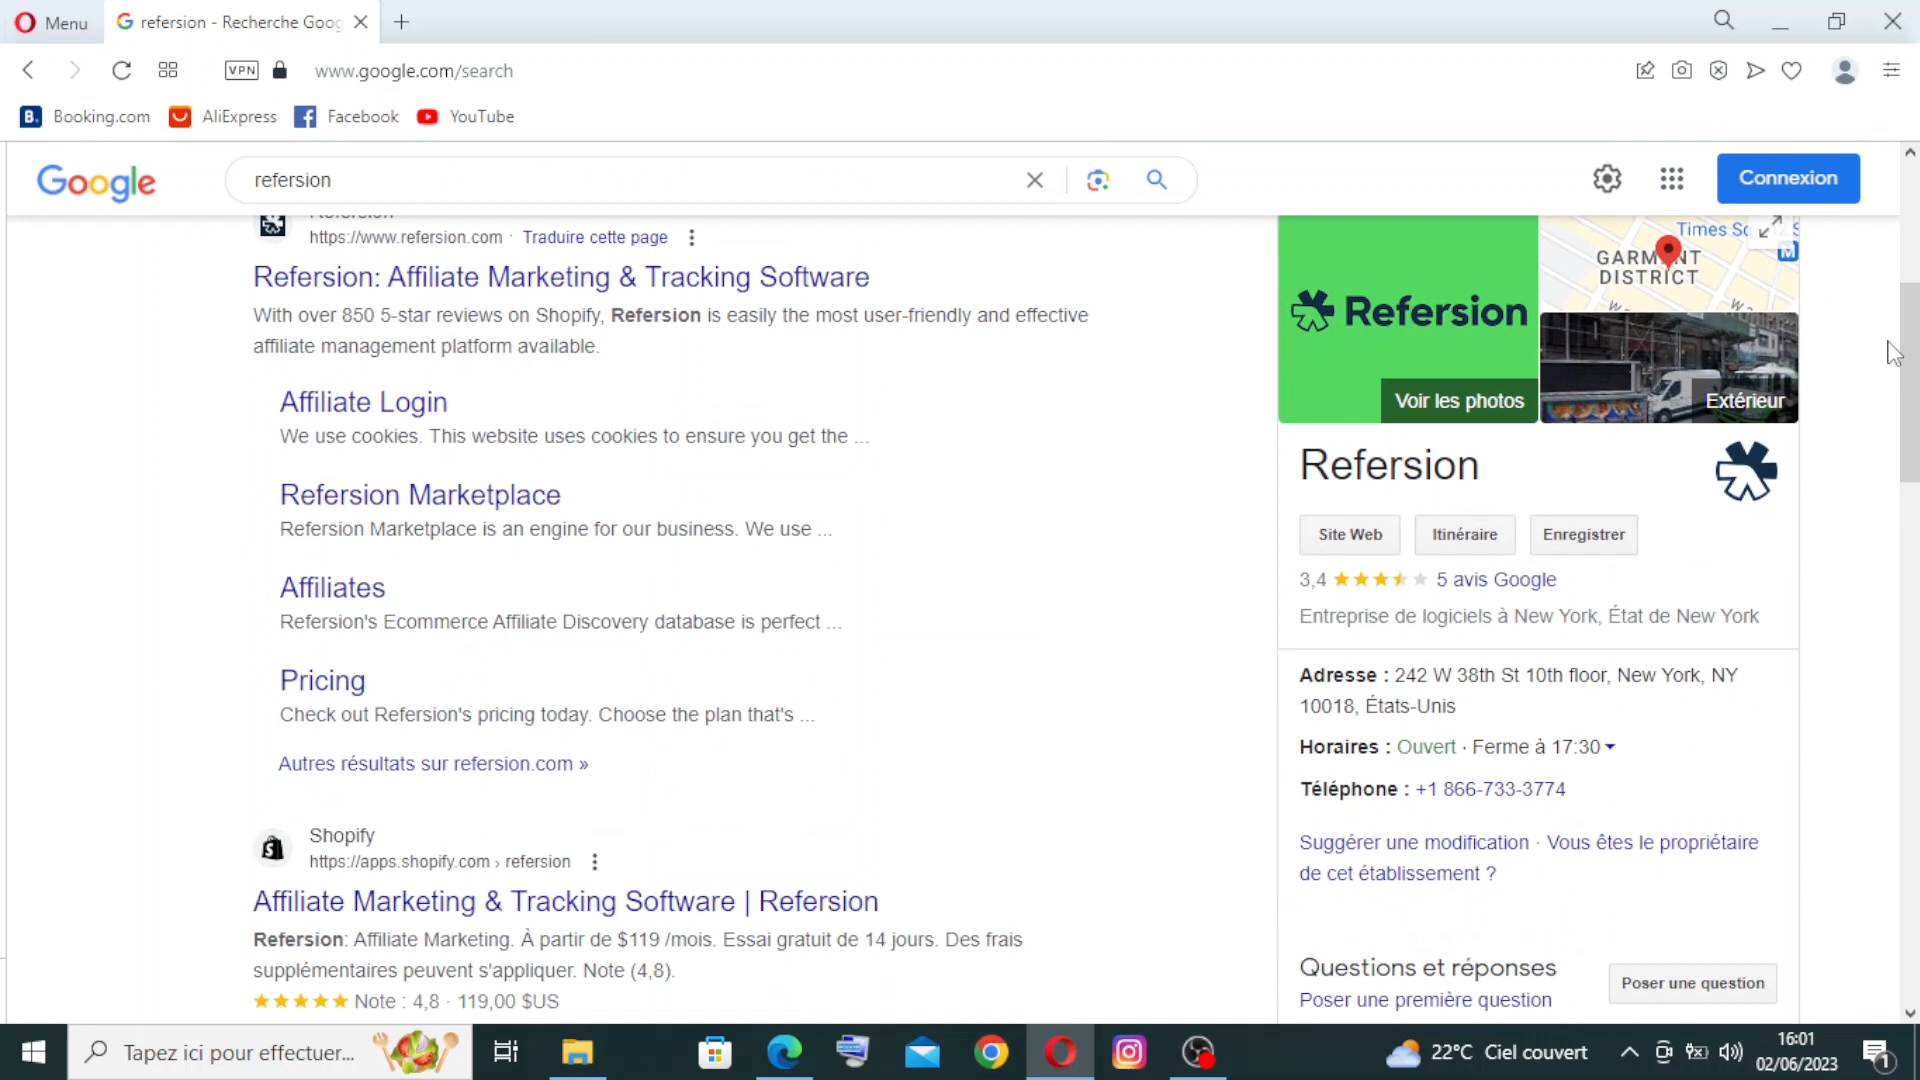 Menu
refersion - Recherche Goog
VPN
www.google.com/search
Booking.com
AliExpress
Facebook
YouTube
Google
refersion
Connexion
https://www.refersion.com · Traduire cette page
Refersion: Affiliate Marketing & Tracking Software
With over 850 5-star reviews on Shopify, Refersion is easily the most user-friendly and effective
affiliate management platform available.
Affiliate Login
We use cookies. This website uses cookies to ensure you get the ...
Refersion Marketplace
Refersion Marketplace is an engine for our business. We use ...
Affiliates
Refersion's Ecommerce Affiliate Discovery database is perfect ...
Pricing
Check out Refersion's pricing today. Choose the plan that's ...
Autres résultats sur refersion.com »
Shopify
https://apps.shopify.com › refersion
Affiliate Marketing & Tracking Software | Refersion
Refersion: Affiliate Marketing. À partir de $119 /mois. Essai gratuit de 14 jours. Des frais
supplémentaires peuvent s'appliquer. Note (4,8).
Note : 4,8 · 119,00 $US
Refersion
Voir les photos
Times Sq
GARMENT
DISTRICT
M
Extérieur
Refersion
Site Web
Itinéraire
Enregistrer
3,4 5 avis Google
Entreprise de logiciels à New York, État de New York
Adresse : 242 W 38th St 10th floor, New York, NY
10018, États-Unis
Horaires : Ouvert · Ferme à 17:30
Téléphone : +1 866-733-3774
Suggérer une modification · Vous êtes le propriétaire
de cet établissement ?
Questions et réponses
Poser une première question
Poser une question
Tapez ici pour effectuer...
22°C Ciel couvert
16:01
02/06/2023
1